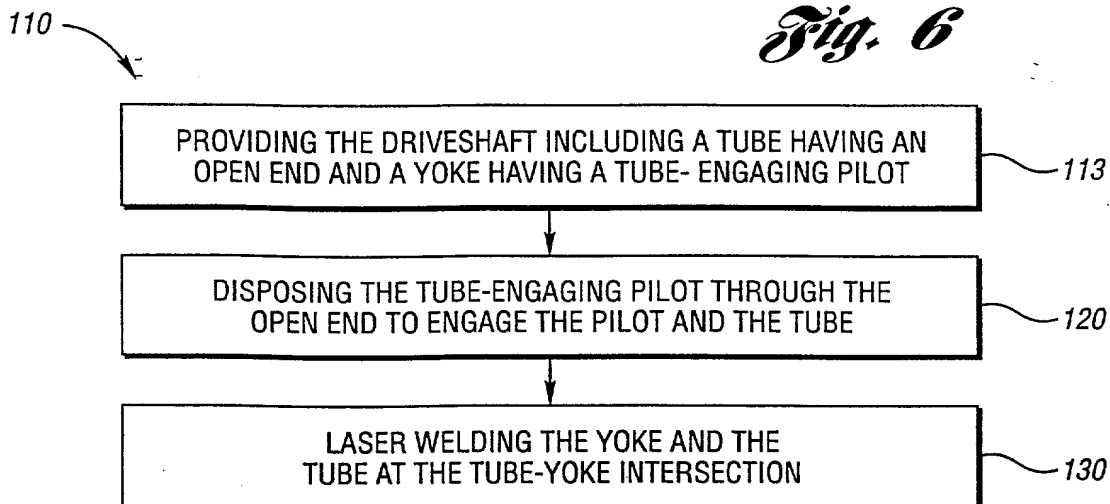 110
Fig. 6
PROVIDING THE DRIVESHAFT INCLUDING A TUBE HAVING AN
OPEN END AND A YOKE HAVING A TUBE- ENGAGING PILOT
113
DISPOSING THE TUBE-ENGAGING PILOT THROUGH THE
OPEN END TO ENGAGE THE PILOT AND THE TUBE
120
LASER WELDING THE YOKE AND THE
TUBE AT THE TUBE-YOKE INTERSECTION
130